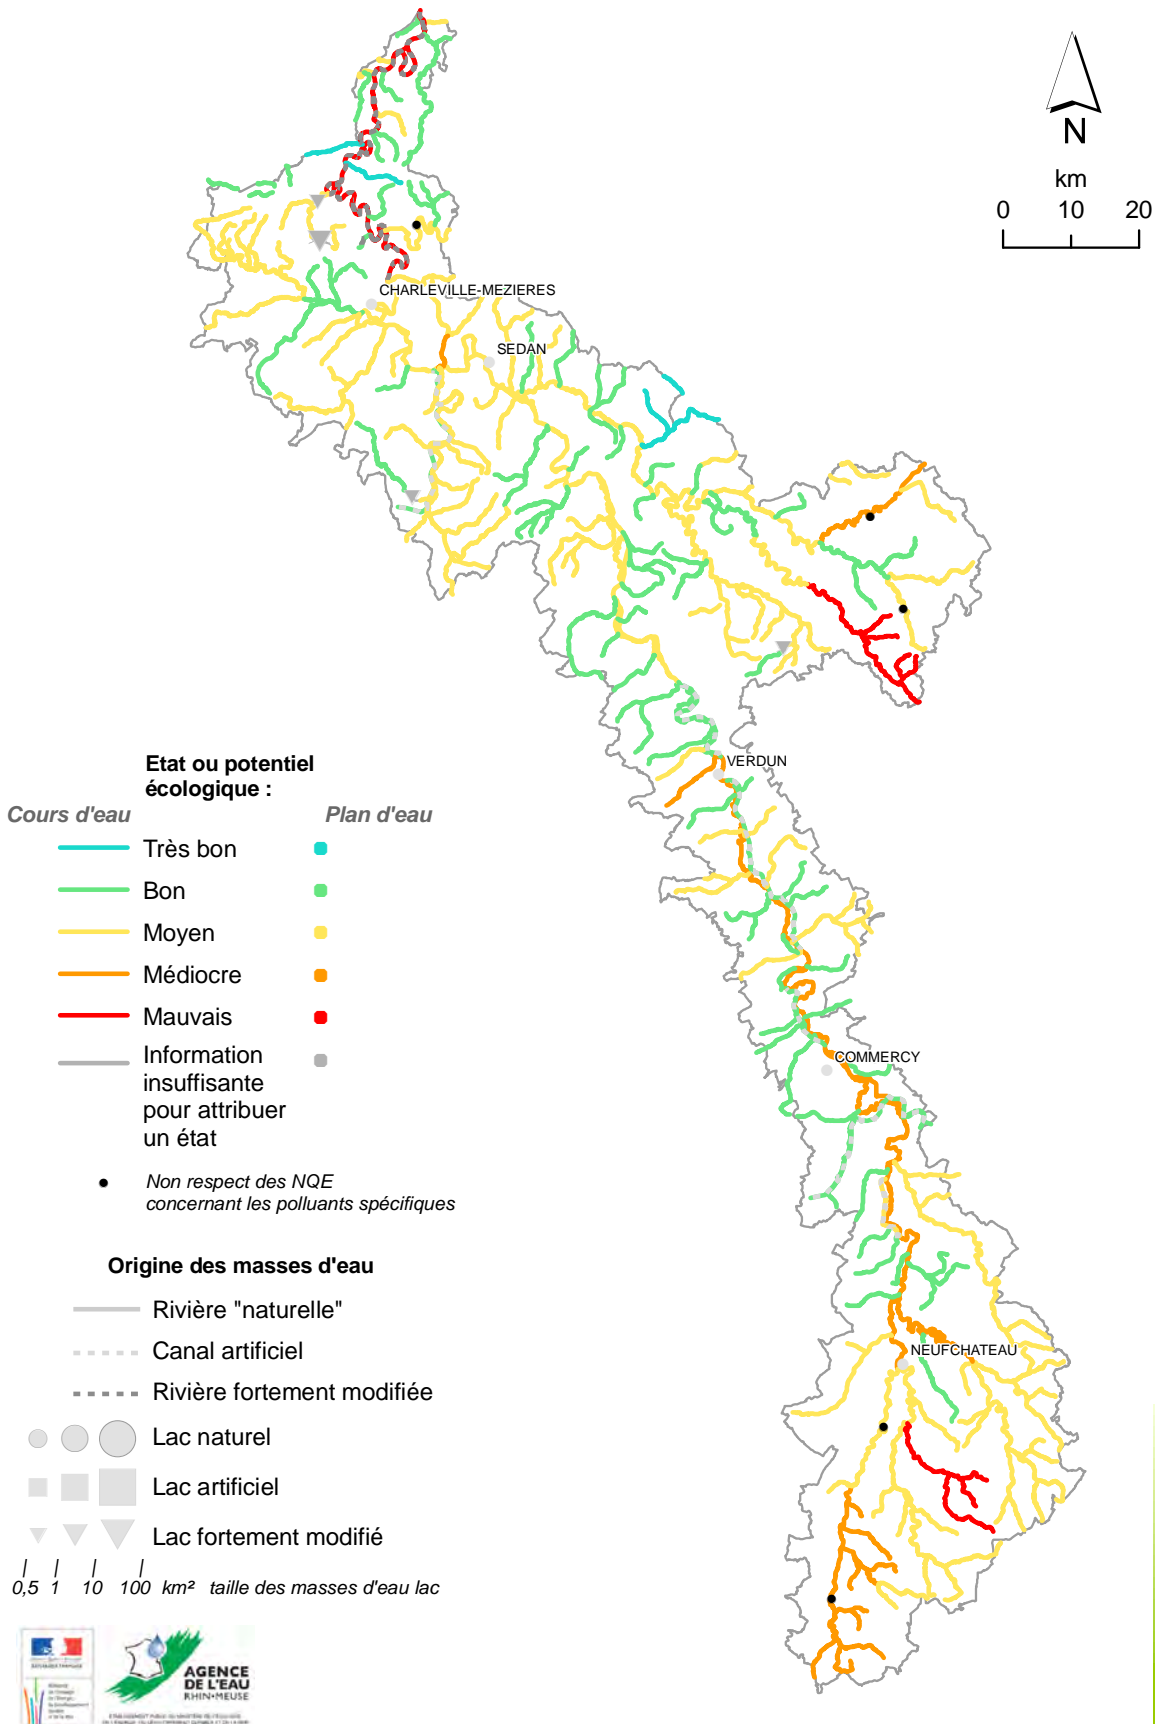 N
km
0 10 20
CHARLEVILLE-MEZIERES
SEDAN
VERDUN
COMMERCY
NEUFCHATEAU
Etat ou potentiel
écologique :
Cours d'eau Plan d'eau
Très bon
Bon
Moyen
Médiocre
Mauvais
Information
insuffisante
pour attribuer
un état
Non respect des NQE
concernant les polluants spécifiques
Origine des masses d'eau
Rivière "naturelle"
Canal artificiel
Rivière fortement modifiée
Lac naturel
Lac artificiel
Lac fortement modifié
0,5 1 10 100 km² taille des masses d'eau lac
AGENCE
DE L'EAU
RHIN•MEUSE